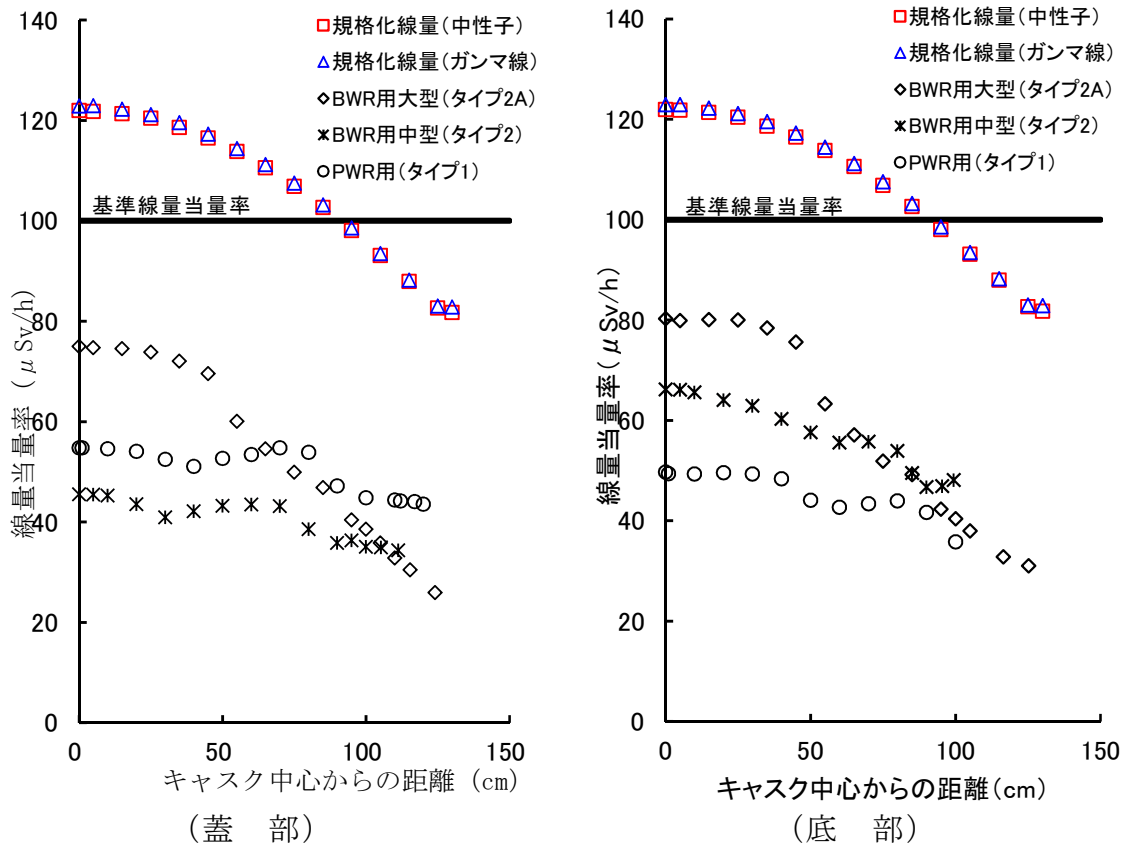 140
120
100
80
60
40
20
0
0
50
100
150
規格化線量(中性子)
規格化線量(ガンマ線)
BWR用大型(タイプ2A)
BWR用中型(タイプ2)
PWR用(タイプ1)
基準線量当量率
線量当量率 (μSv/h)
キャスク中心からの距離 (cm)
(蓋 部)
140
120
100
80
60
40
20
0
0
50
100
150
規格化線量(中性子)
規格化線量(ガンマ線)
BWR用大型(タイプ2A)
BWR用中型(タイプ2)
PWR用(タイプ1)
基準線量当量率
線量当量率(μSv/h)
キャスク中心からの距離(cm)
(底 部)